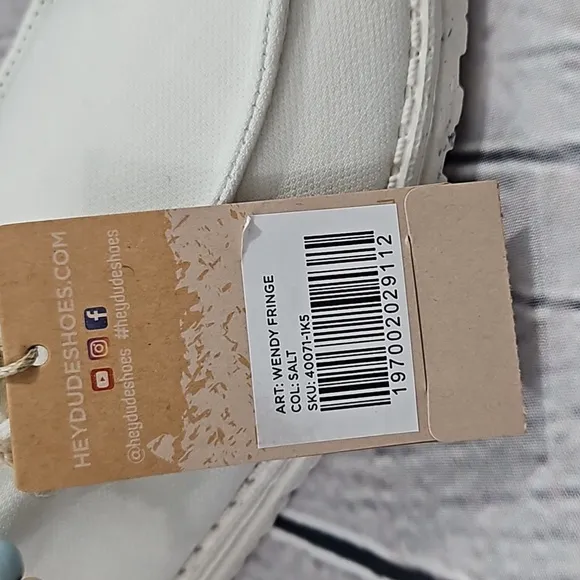 HEYDUDESHOES.COM
@heydudeshoes #heydudeshoes
ART: WENDY FRINGE
COL: SALT
SKU: 40071-1K5
197002029112